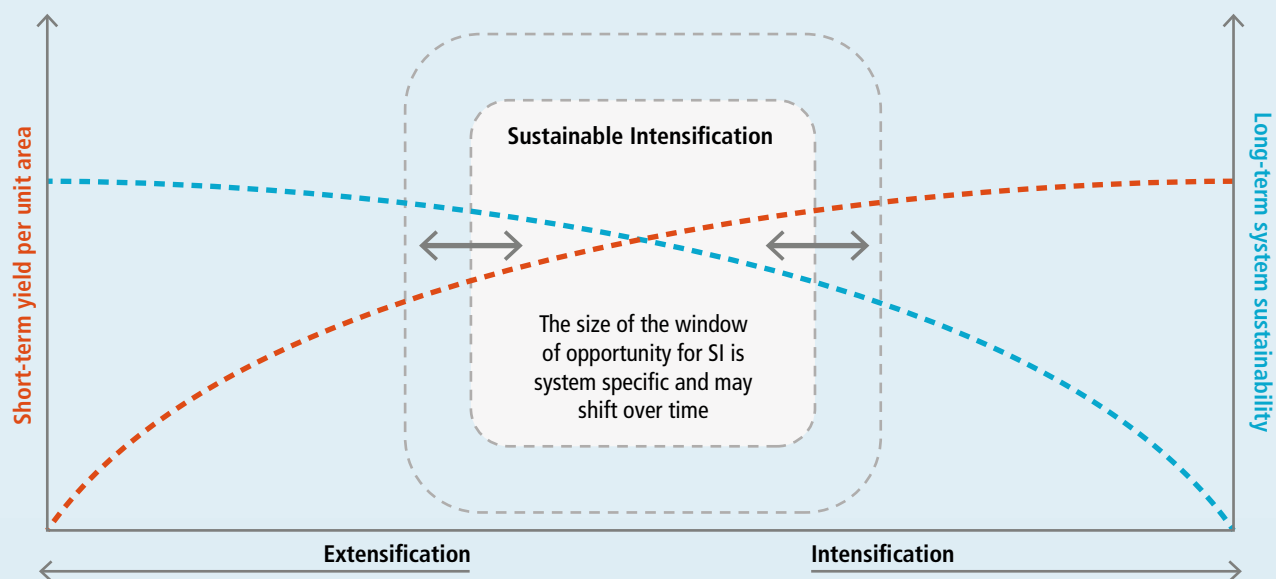 Short-term yield per unit area
Sustainable Intensification
The size of the window
of opportunity for SI is
system specific and may
shift over time
Long-term system sustainability
Extensification
Intensification